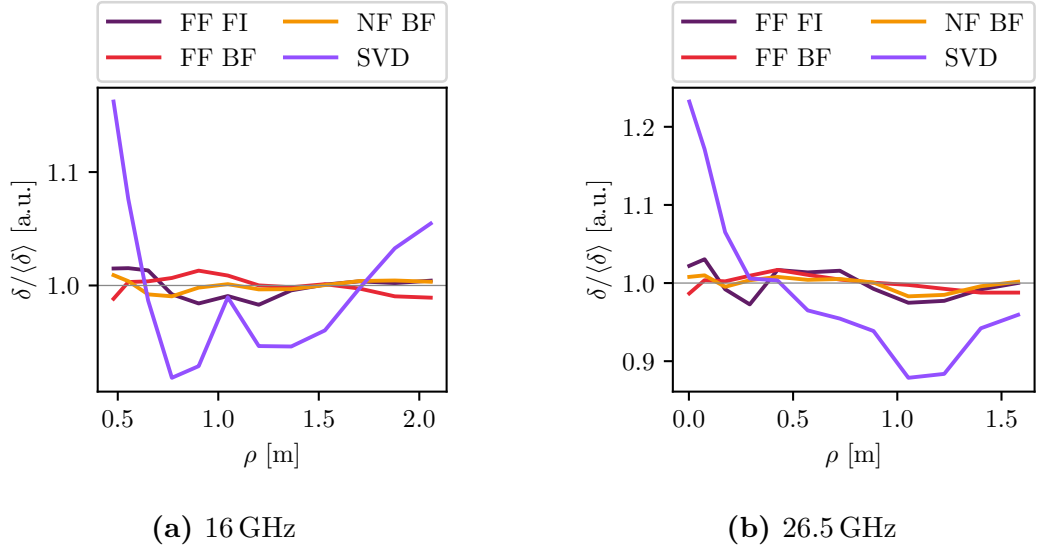 FF FI
NF BF
FF BF
SVD
δ/⟨δ⟩ [a.u.]
1.1
1.0
0.5
1.0
1.5
2.0
ρ [m]
(a) 16 GHz
FF FI
NF BF
FF BF
SVD
δ/⟨δ⟩ [a.u.]
1.2
1.1
1.0
0.9
0.0
0.5
1.0
1.5
ρ [m]
(b) 26.5 GHz